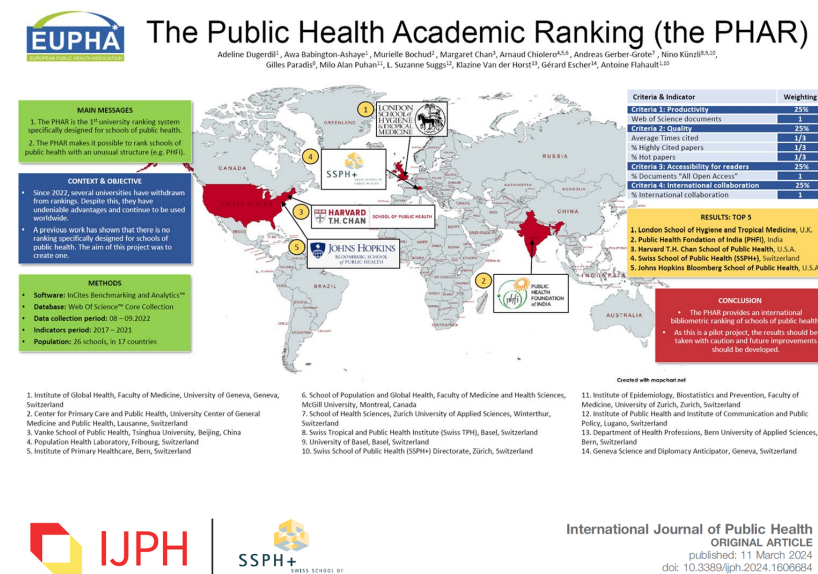 EUPHA
EUROPEAN PUBLIC HEALTH ASSOCIATION
The Public Health Academic Ranking (the PHAR)
Adeline Dugerdil¹, Awa Babington-Ashaye¹, Murielle Bochud², Margaret Chan³, Arnaud Chiolero⁴,⁵,⁶, Andreas Gerber-Grote⁷, Nino Künzli⁸,⁹,¹⁰,
Gilles Paradis⁶, Milo Alan Puhan¹¹, L. Suzanne Suggs¹², Klazine Van der Horst¹³, Gérard Escher¹⁴, Antoine Flahault¹,¹⁰
MAIN MESSAGES
1. The PHAR is the 1st university ranking system
specifically designed for schools of public health.
2. The PHAR makes it possible to rank schools of
public health with an unusual structure (e.g. PHFI).
CONTEXT & OBJECTIVE
• Since 2022, several universities have withdrawn
from rankings. Despite this, they have
undeniable advantages and continue to be used
worldwide.
• A previous work has shown that there is no
ranking specifically designed for schools of
public health. The aim of this project was to
create one.
METHODS
• Software: InCites Benchmarking and Analytics™
• Database: Web Of Science™ Core Collection
• Data collection period: 08 – 09.2022
• Indicators period: 2017 – 2021
• Population: 26 schools, in 17 countries
GREENLAND
CANADA
RUSSIA
KAZAKHSTAN
MONGOLIA
CHINA
UNITED STATES
MEXICO
BRAZIL
INDONESIA
AUSTRALIA
SOUTH AFRICA
1
LONDON
SCHOOL of
HYGIENE
& TROPICAL
MEDICINE
4
SSPH+
3
HARVARD
T.H. CHAN
SCHOOL OF PUBLIC HEALTH
5
JOHNS HOPKINS
BLOOMBERG SCHOOL
of PUBLIC HEALTH
2
phfi
PUBLIC
HEALTH
FOUNDATION
OF INDIA
Criteria & Indicator Weighting
Criteria 1: Productivity 25%
Web of Science documents 1
Criteria 2: Quality 25%
Average Times cited 1/3
% Highly Cited papers 1/3
% Hot papers 1/3
Criteria 3: Accessibility for readers 25%
% Documents "All Open Access" 1
Criteria 4: International collaboration 25%
% International collaboration 1
RESULTS: TOP 5
1. London School of Hygiene and Tropical Medicine, U.K.
2. Public Health Fondation of India (PHFI), India
3. Harvard T.H. Chan School of Public Health, U.S.A.
4. Swiss School of Public Health (SSPH+), Switzerland
5. Johns Hopkins Blomberg School of Public Health, U.S.A
CONCLUSION
• The PHAR provides an international
bibliometric ranking of schools of public health
• As this is a pilot project, the results should be
taken with caution and future improvements
should be developed.
Created with mapchart.net
1. Institute of Global Health, Faculty of Medicine, University of Geneva, Geneva,
Switzerland
2. Center for Primary Care and Public Health, University Center of General
Medicine and Public Health, Lausanne, Switzerland
3. Vanke School of Public Health, Tsinghua University, Beijing, China
4. Population Health Laboratory, Fribourg, Switzerland
5. Institute of Primary Healthcare, Bern, Switzerland
6. School of Population and Global Health, Faculty of Medicine and Health Sciences,
McGill University, Montreal, Canada
7. School of Health Sciences, Zurich University of Applied Sciences, Winterthur,
Switzerland
8. Swiss Tropical and Public Health Institute (Swiss TPH), Basel, Switzerland
9. University of Basel, Basel, Switzerland
10. Swiss School of Public Health (SSPH+) Directorate, Zürich, Switzerland
11. Institute of Epidemiology, Biostatistics and Prevention, Faculty of
Medicine, University of Zurich, Zurich, Switzerland
12. Institute of Public Health and Institute of Communication and Public
Policy, Lugano, Switzerland
13. Department of Health Professions, Bern University of Applied Sciences,
Bern, Switzerland
14. Geneva Science and Diplomacy Anticipator, Geneva, Switzerland
IJPH
SSPH+
SWISS SCHOOL OF
International Journal of Public Health
ORIGINAL ARTICLE
published: 11 March 2024
doi: 10.3389/ijph.2024.1606684